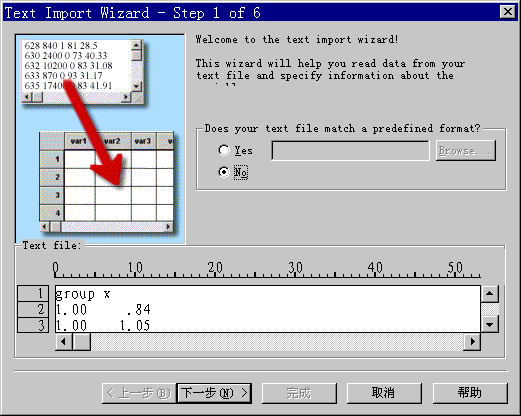 Text Import Wizard - Step 1 of 6
628 840 1 81 28.5
630 2400 0 73 40.33
632 10200 0 83 31.08
633 870 0 93 31.17
635 1740 83 41.91
var1 var2 var3
1
2
3
4
Welcome to the text import wizard!
This wizard will help you read data from your
text file and specify information about the
Does your text file match a predefined format?
Yes
Browse...
No
Text file:
0 10 20 30 40 50
1 group x
2 1.00 .84
3 1.00 1.05
< 上一步(B) 下一步(N) > 完成 取消 帮助